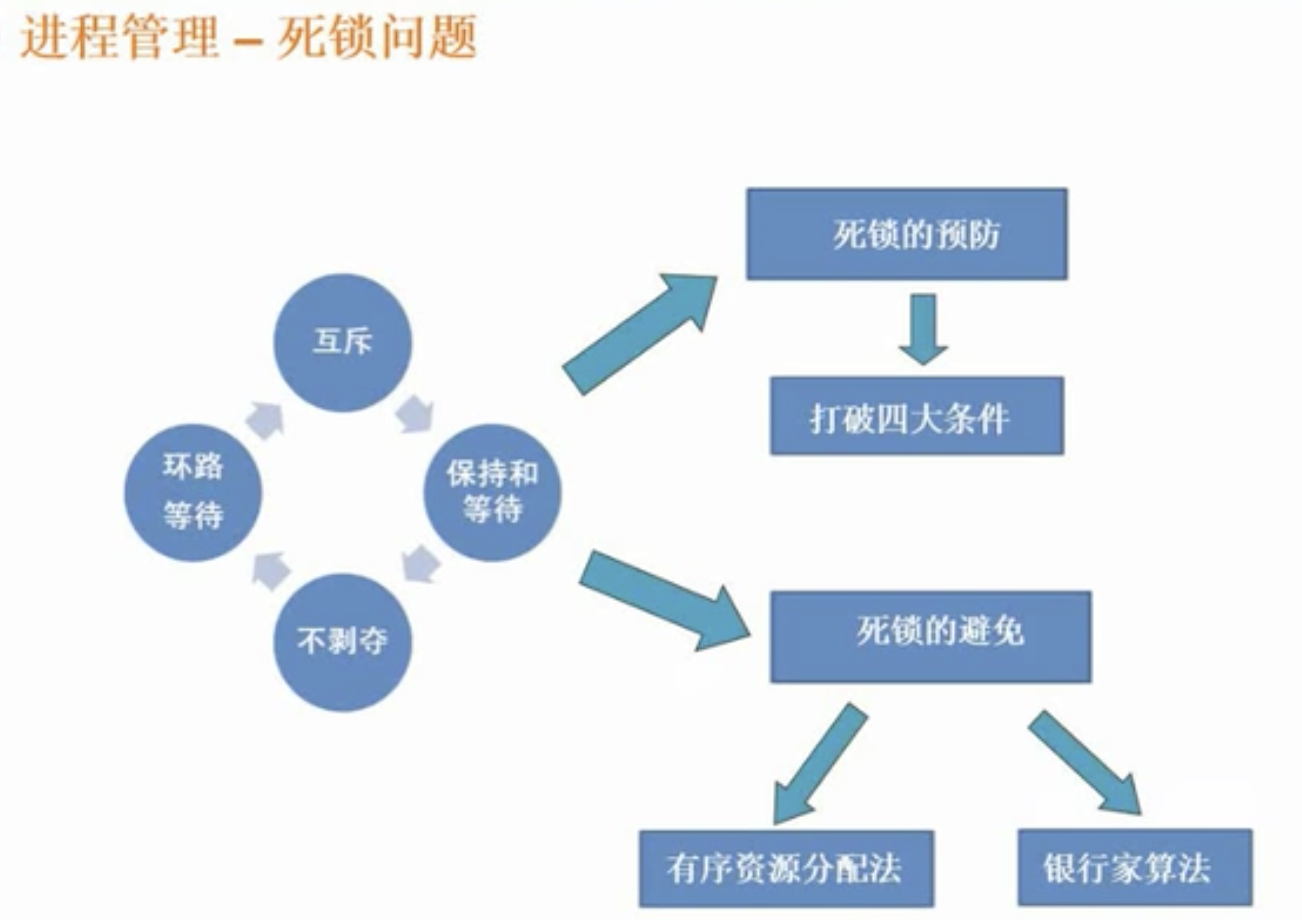 进程管理 – 死锁问题
死锁的预防
打破四大条件
互斥
保持和
等待
不剥夺
环路
等待
死锁的避免
有序资源分配法
银行家算法